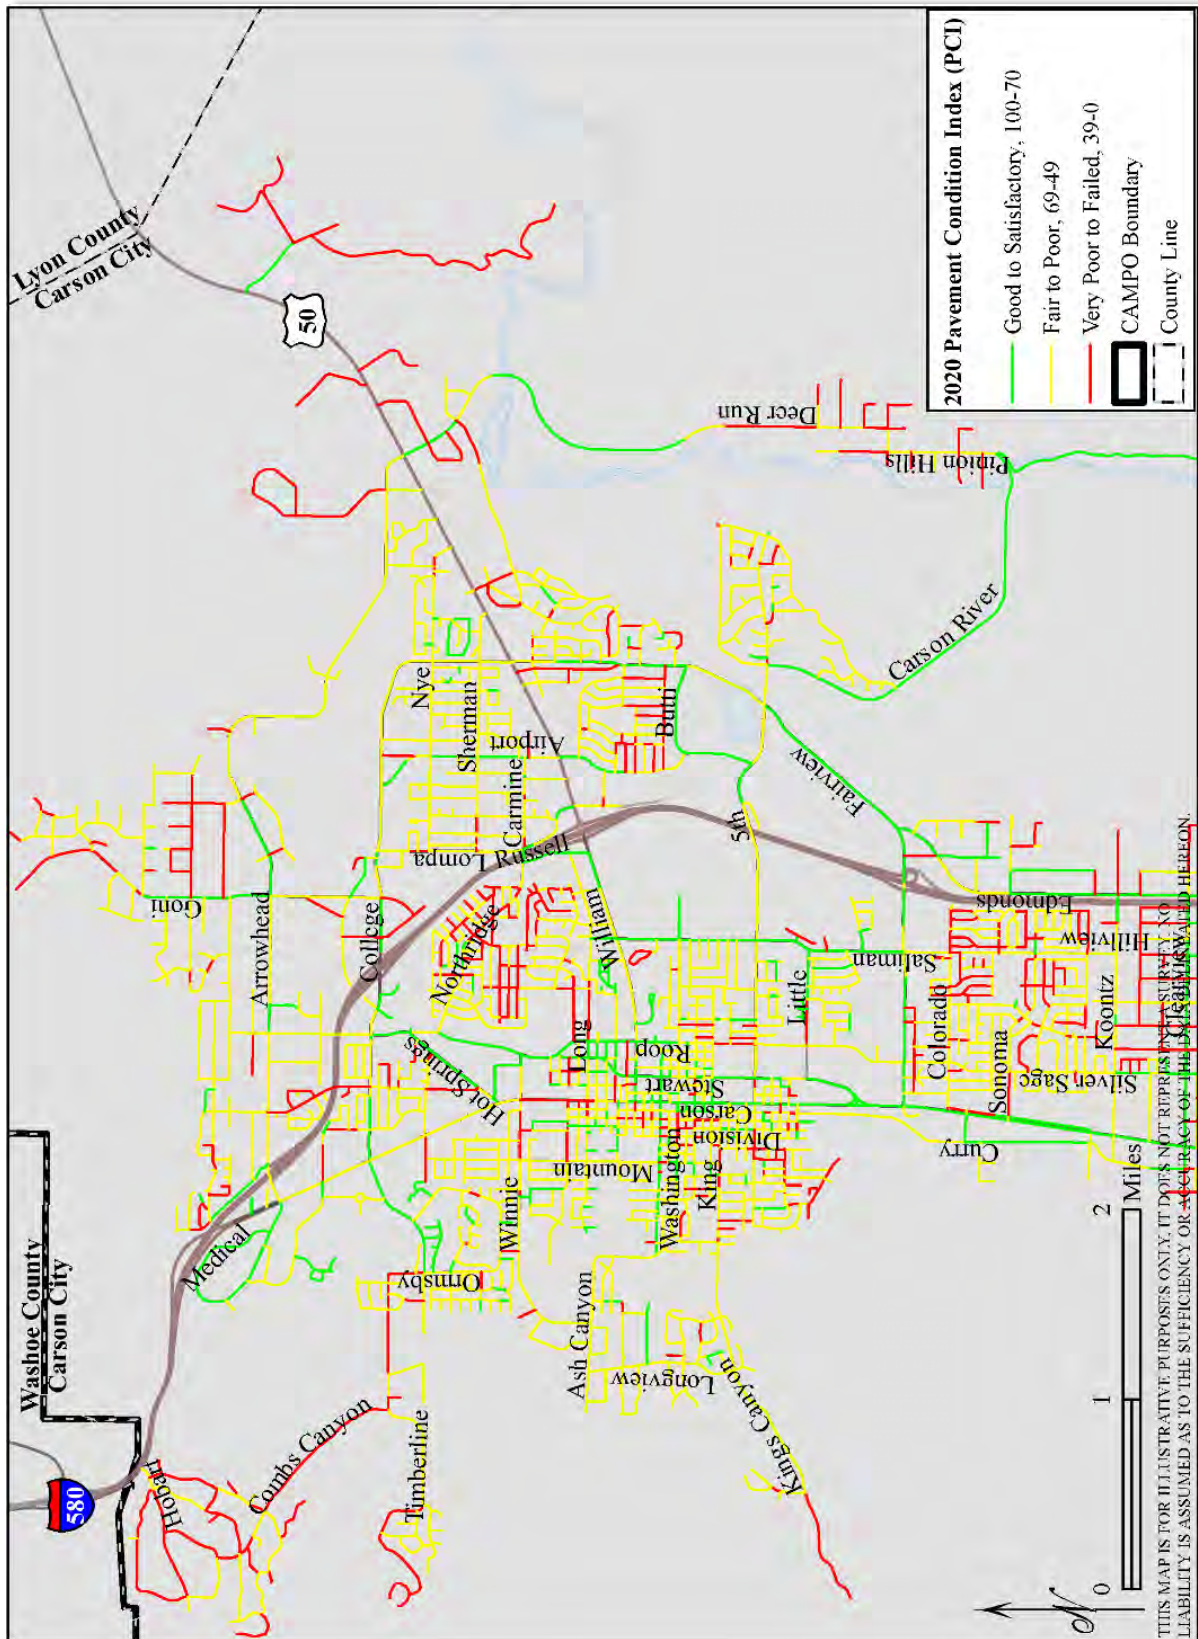 Washoe County
Carson City
Lyon County
Carson City
580
50
Hobart
Combs Canyon
Timberline
Medical
Ormsby
Winnie
Ash Canyon
Longview
Kings Canyon
Goni
Arrowhead
College
Hot Springs
Northridge
Long
Mountain
Washington
King
Division
Carson
Stewart
Roop
William
Lompa
Russell
Carmine
Airport
Sherman
Nye
Butti
5th
Fairview
Little
Saliman
Colorado
Sonoma
Silver Sage
Koontz
Clearview
Hillview
Edmonds
Curry
Carson River
Deer Run
Pinion Hills
2020 Pavement Condition Index (PCI)
Good to Satisfactory, 100-70
Fair to Poor, 69-49
Very Poor to Failed, 39-0
CAMPO Boundary
County Line
N
0 1 2
Miles
THIS MAP IS FOR ILLUSTRATIVE PURPOSES ONLY, IT DOES NOT REPRESENT A SURVEY. NO
LIABILITY IS ASSUMED AS TO THE SUFFICIENCY OR ACCURACY OF THE DATA DELINEATED HEREON.